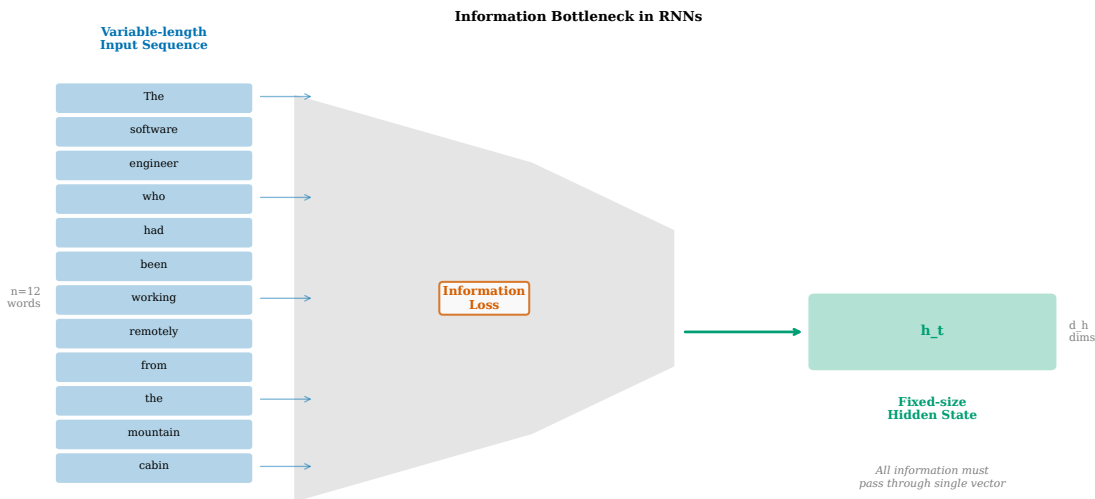 Information Bottleneck in RNNs
Variable-length
Input Sequence
The
software
engineer
who
had
been
working
remotely
from
the
mountain
cabin
n=12
words
Information
Loss
h_t
d_h
dims
Fixed-size
Hidden State
All information must
pass through single vector